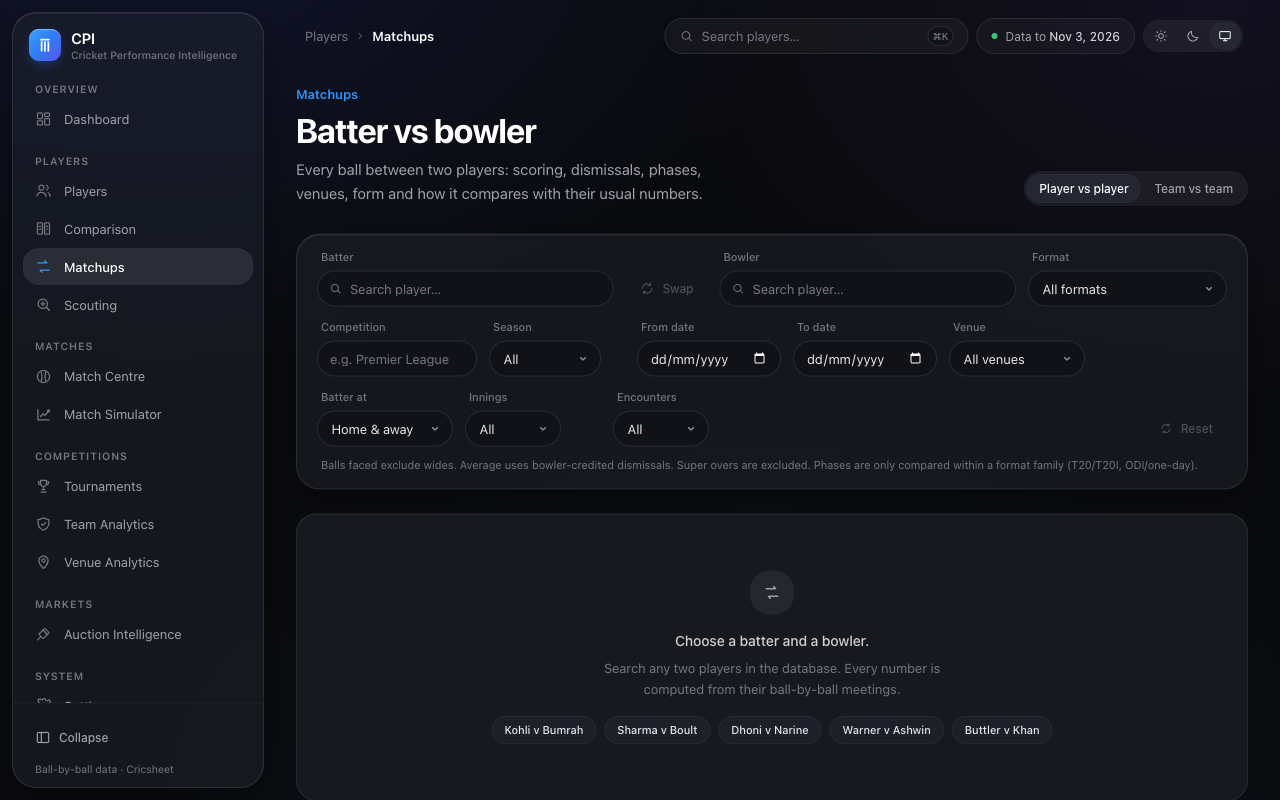 CPI
Cricket Performance Intelligence
OVERVIEW
Dashboard
PLAYERS
Players
Comparison
Matchups
Scouting
MATCHES
Match Centre
Match Simulator
COMPETITIONS
Tournaments
Team Analytics
Venue Analytics
MARKETS
Auction Intelligence
SYSTEM
Collapse
Ball-by-ball data · Cricsheet
Players > Matchups
Search players...
⌘K
Data to Nov 3, 2026
Matchups
Batter vs bowler
Every ball between two players: scoring, dismissals, phases,
venues, form and how it compares with their usual numbers.
Player vs player
Team vs team
Batter
Bowler
Format
Search player...
Swap
Search player...
All formats
Competition
Season
From date
To date
Venue
e.g. Premier League
All
dd/mm/yyyy
dd/mm/yyyy
All venues
Batter at
Innings
Encounters
Home & away
All
All
Reset
Balls faced exclude wides. Average uses bowler-credited dismissals. Super overs are excluded. Phases are only compared within a format family (T20/T20I, ODI/one-day).
Choose a batter and a bowler.
Search any two players in the database. Every number is
computed from their ball-by-ball meetings.
Kohli v Bumrah
Sharma v Boult
Dhoni v Narine
Warner v Ashwin
Buttler v Khan